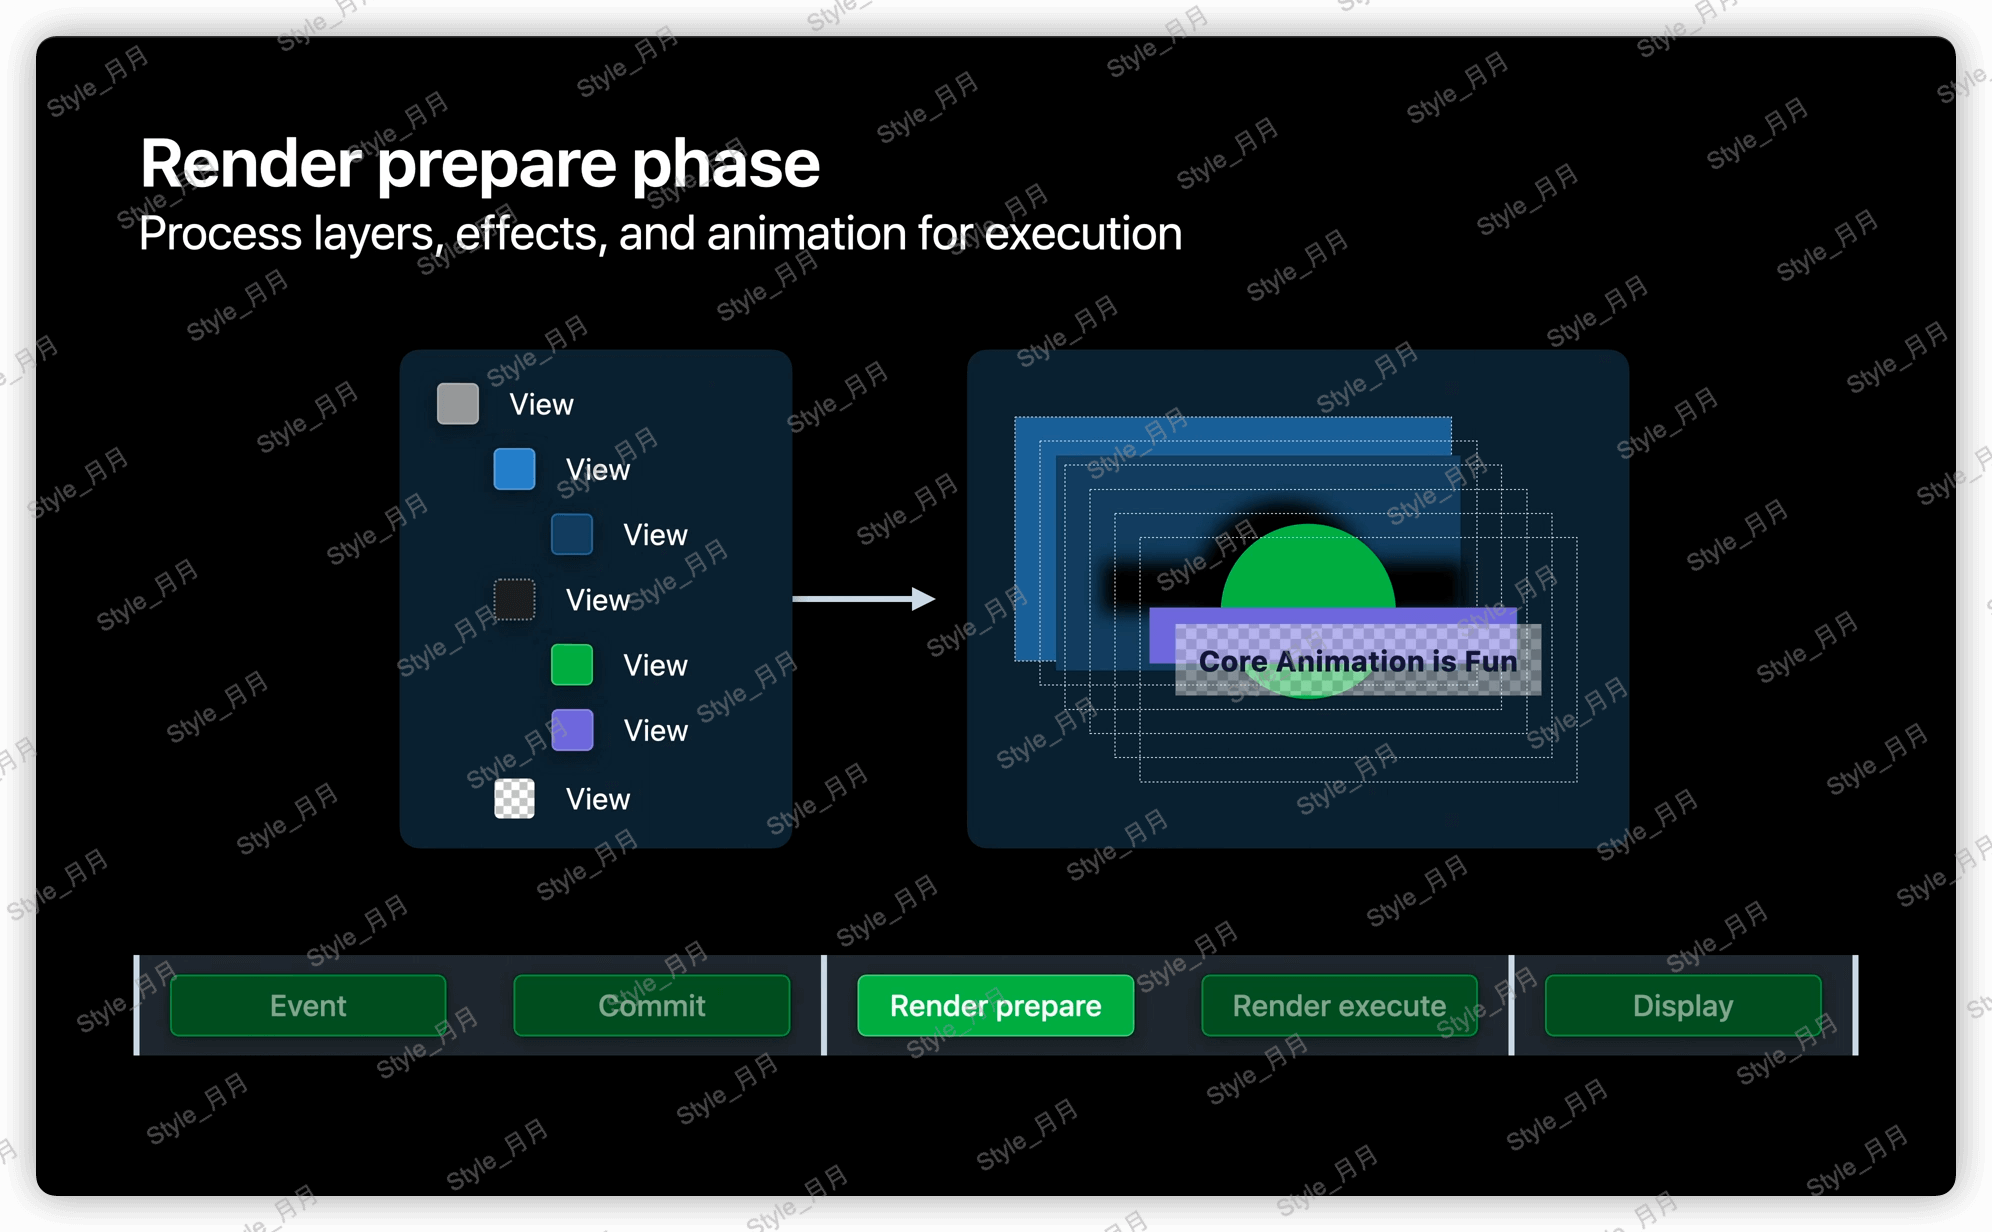 Render prepare phase
Process layers, effects, and animation for execution
View
View
View
View
View
View
View
Core Animation is Fun
Event
Commit
Render prepare
Render execute
Display
Style_月月